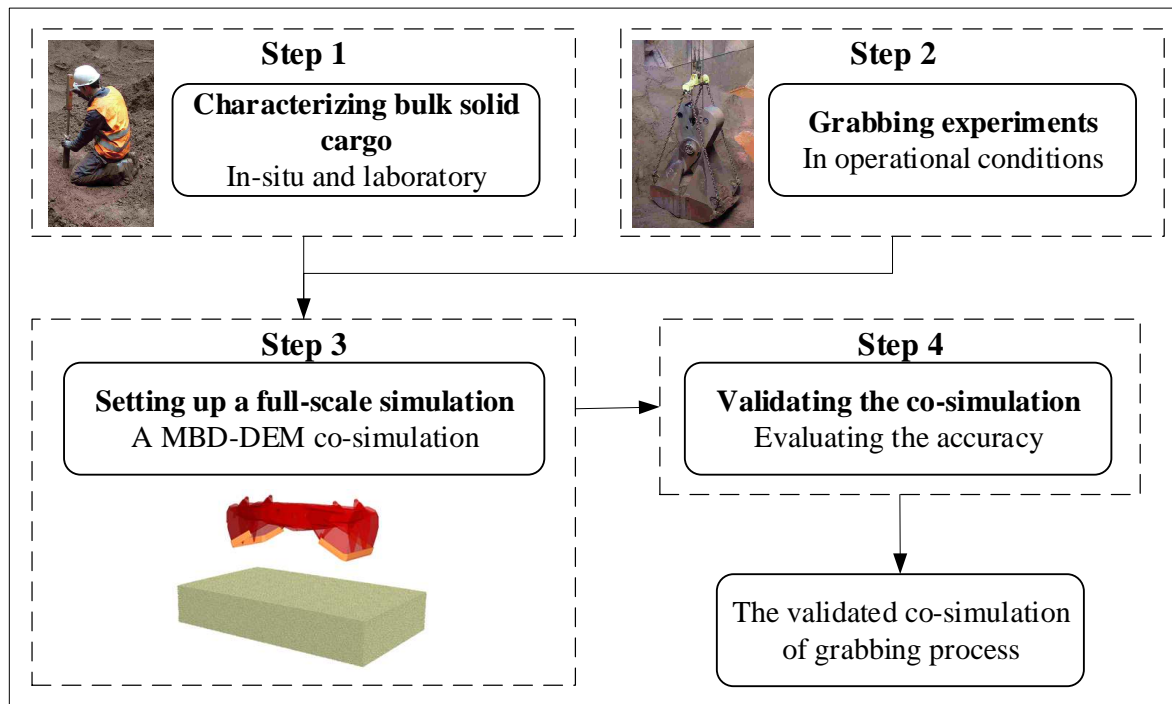 Step 1
Characterizing bulk solid
cargo
In-situ and laboratory
Step 2
Grabbing experiments
In operational conditions
Step 3
Setting up a full-scale simulation
A MBD-DEM co-simulation
Step 4
Validating the co-simulation
Evaluating the accuracy
The validated co-simulation
of grabbing process